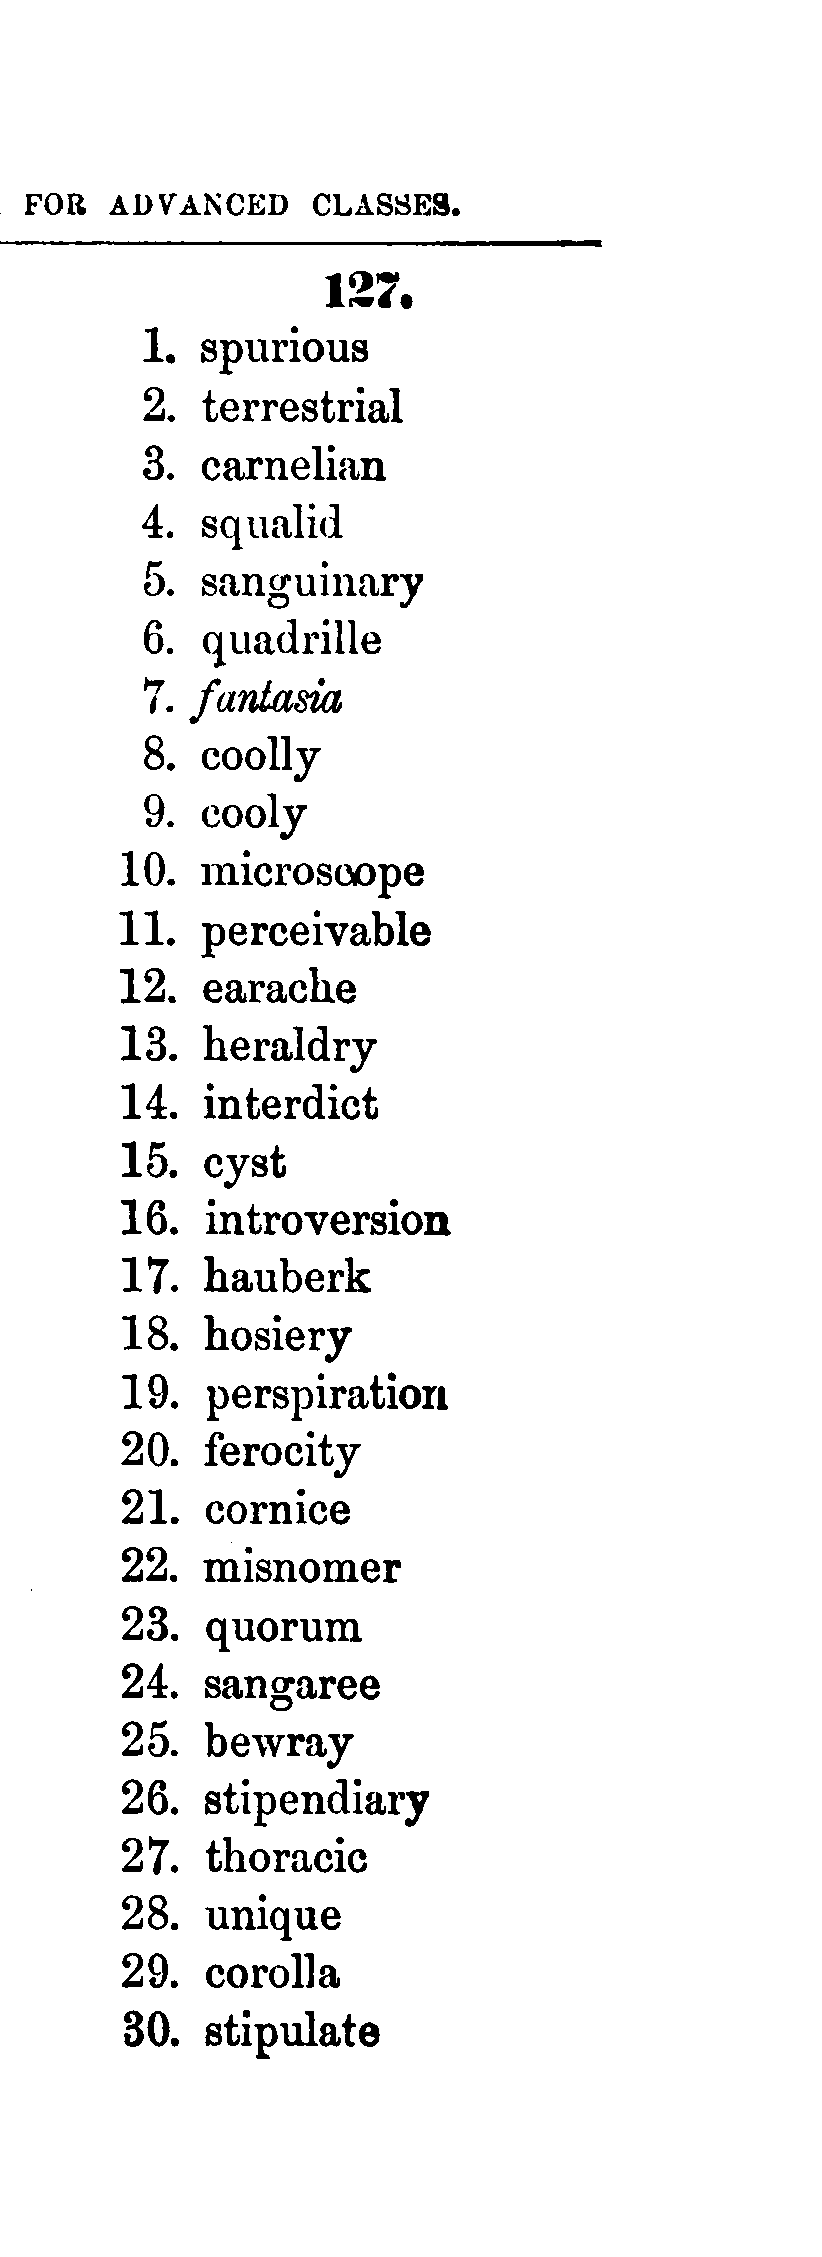 FOR ADVANCED CLASSES.
127.
1. spurious
2. terrestrial
3. carnelian
4. squalid
5. sanguinary
6. quadrille
7. fantasia
8. coolly
9. cooly
10. microscope
11. perceivable
12. earache
13. heraldry
14. interdict
15. cyst
16. introversion
17. hauberk
18. hosiery
19. perspiration
20. ferocity
21. cornice
22. misnomer
23. quorum
24. sangaree
25. bewray
26. stipendiary
27. thoracic
28. unique
29. corolla
30. stipulate